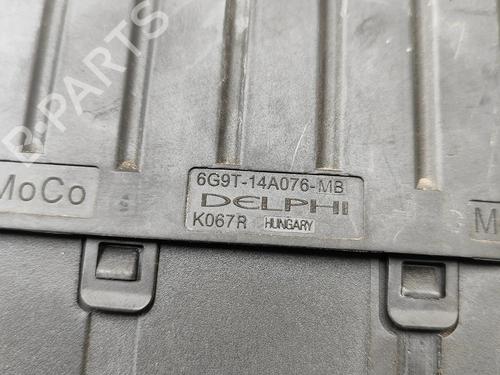 B-PARTS
MoCo
6G9T-14A076-MB
DELPHI
K067R HUNGARY
M